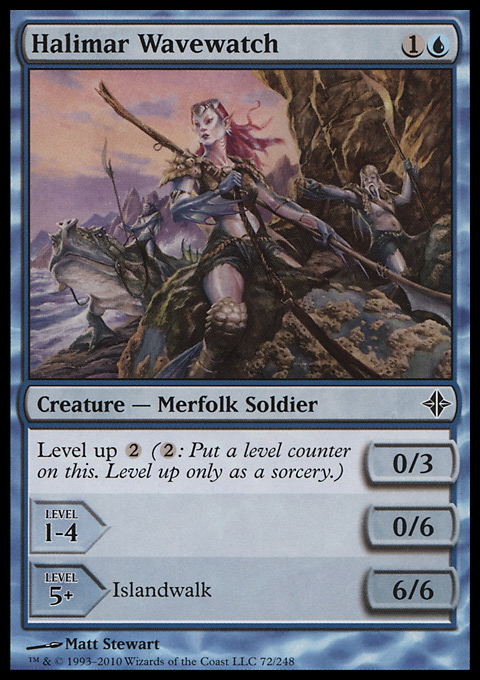 Halimar Wavewatch 1
Creature — Merfolk Soldier
Level up 2 (2: Put a level counter
on this. Level up only as a sorcery.)
0/3
LEVEL
1-4
0/6
LEVEL
5+
Islandwalk
6/6
Matt Stewart
™ & © 1993–2010 Wizards of the Coast LLC 72/248